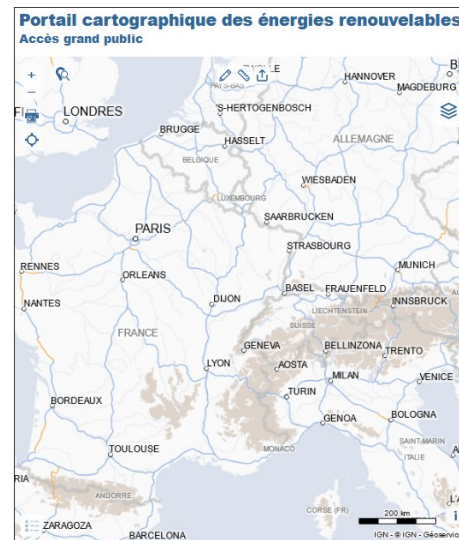 Portail cartographique des énergies renouvelables
Accès grand public
PAYS-BAS
HANNOVER
MAGDEBURG
LONDRES
S-HERTOGENBOSCH
BRUGGE
HASSELT
ALLEMAGNE
BELGIQUE
WIESBADEN
LUXEMBOURG
SAARBRUCKEN
PARIS
STRASBOURG
RENNES
ORLEANS
MUNICH
BASEL
FRAUENFELD
NANTES
DIJON
INNSBRUCK
LIECHTENSTEIN
SUISSE
FRANCE
GENEVA
BELLINZONA
TRENTO
LYON
AOSTA
MILAN
VENICE
TURIN
BORDEAUX
GENOA
BOLOGNA
SAINT-MARIN
TOULOUSE
MONACO
ITALIE
RIA
ANDORRE
CORSE (FR)
200 km
ZARAGOZA
BARCELONA
IGN - © IGN - Géoservic